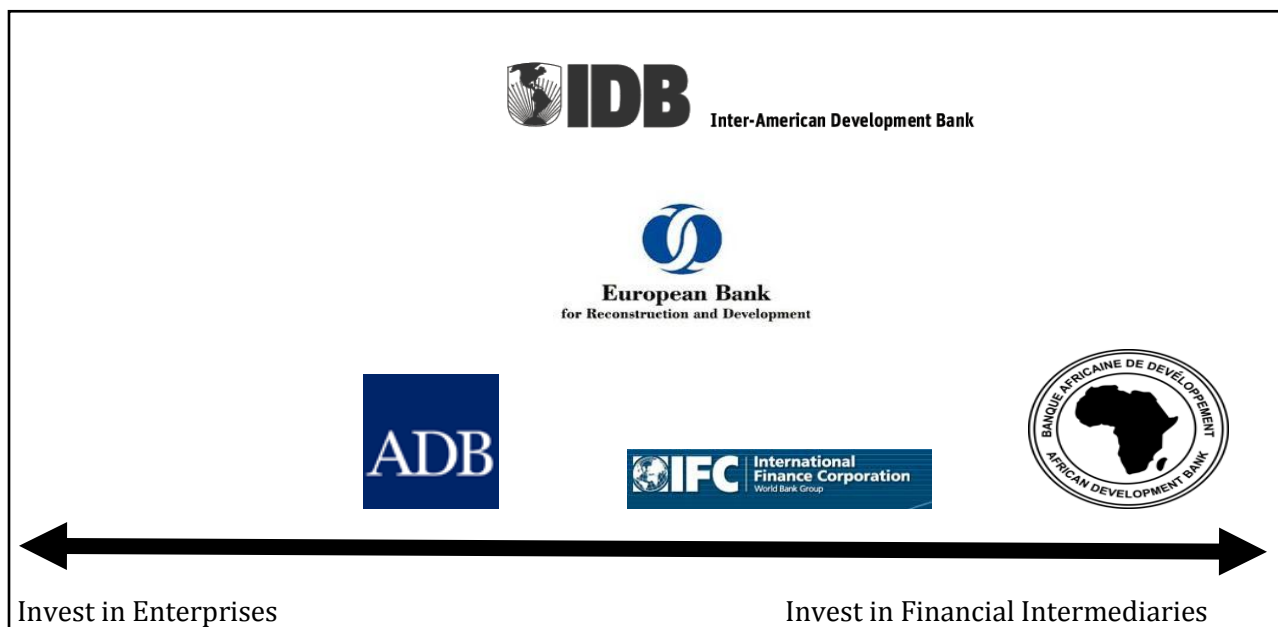 IDB
Inter-American Development Bank
European Bank
for Reconstruction and Development
ADB
IFC
International
Finance Corporation
World Bank Group
BANQUE AFRICAINE DE DEVÉLOPPEMENT
AFRICAN DEVELOPMENT BANK
Invest in Enterprises
Invest in Financial Intermediaries